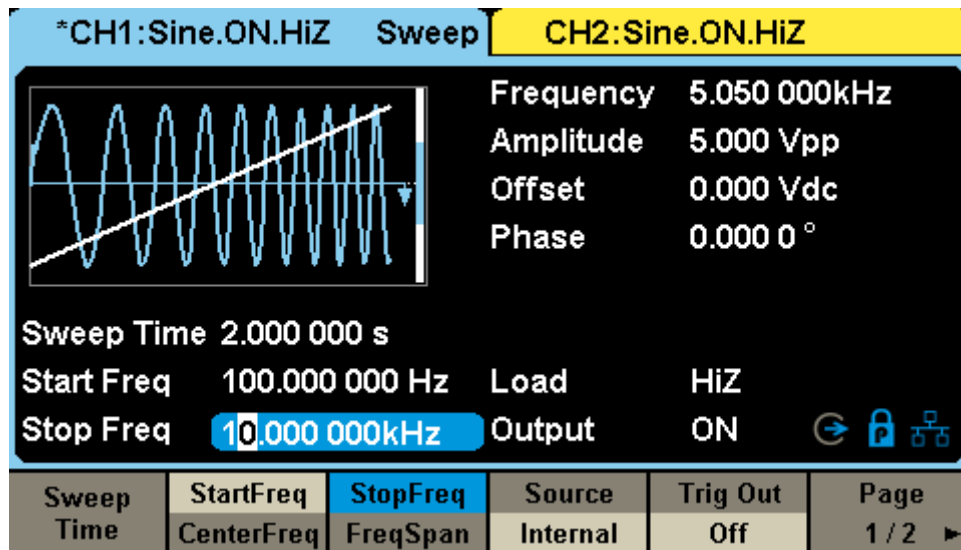 *CH1:Sine.ON.HiZ Sweep CH2:Sine.ON.HiZ
Frequency 5.050 000kHz
Amplitude 5.000 Vpp
Offset 0.000 Vdc
Phase 0.000 0 °
Sweep Time 2.000 000 s
Start Freq 100.000 000 Hz Load HiZ
Stop Freq 10.000 000kHz Output ON P
Sweep Time
StartFreq
CenterFreq
StopFreq
FreqSpan
Source
Internal
Trig Out
Off
Page
1 / 2